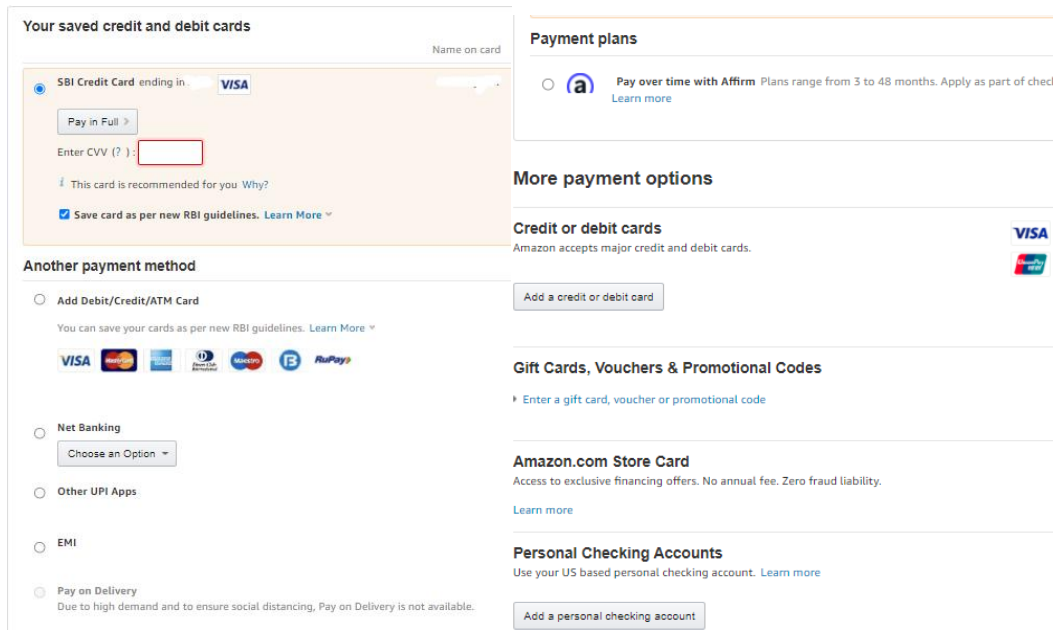 Your saved credit and debit cards
Name on card
SBI Credit Card ending in
VISA
Pay in Full
Enter CVV (? ) :
i This card is recommended for you Why?
Save card as per new RBI guidelines. Learn More
Another payment method
Add Debit/Credit/ATM Card
You can save your cards as per new RBI guidelines. Learn More
VISA MasterCard Maestro RuPay
Net Banking
Choose an Option
Other UPI Apps
EMI
Pay on Delivery
Due to high demand and to ensure social distancing, Pay on Delivery is not available.
Payment plans
a Pay over time with Affirm Plans range from 3 to 48 months. Apply as part of chec
Learn more
More payment options
Credit or debit cards
Amazon accepts major credit and debit cards.
VISA
UnionPay
Add a credit or debit card
Gift Cards, Vouchers & Promotional Codes
Enter a gift card, voucher or promotional code
Amazon.com Store Card
Access to exclusive financing offers. No annual fee. Zero fraud liability.
Learn more
Personal Checking Accounts
Use your US based personal checking account. Learn more
Add a personal checking account